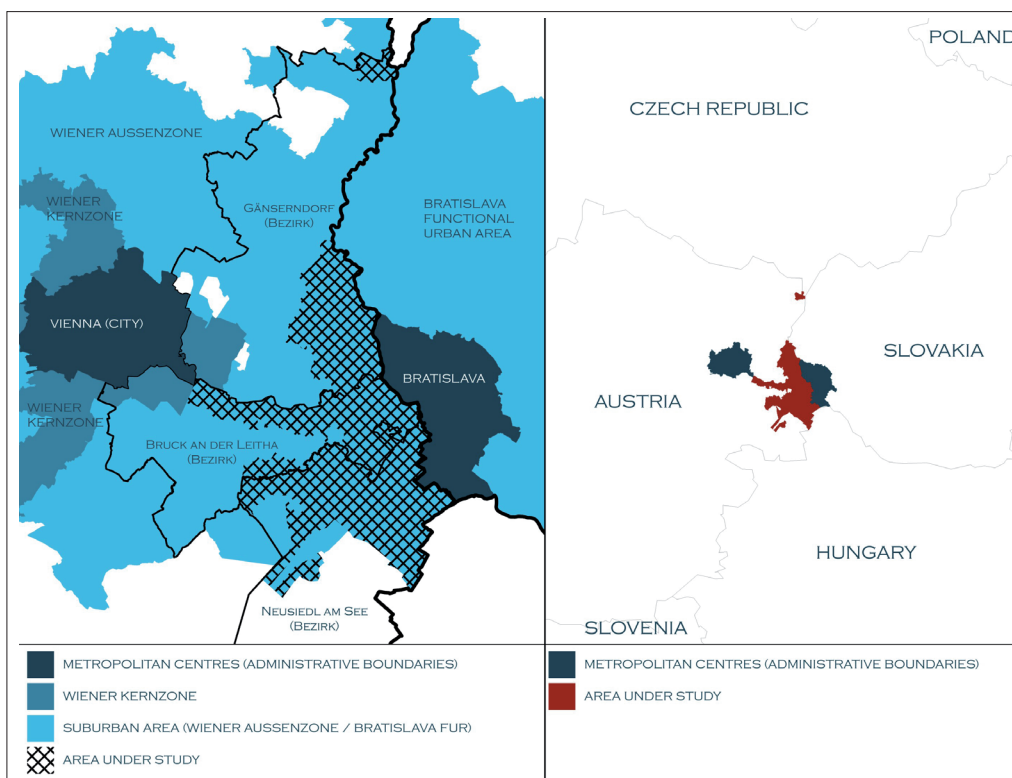 WIENER AUSSENZONE
WIENER
KERNZONE
GÄNSERNDORF
(BEZIRK)
BRATISLAVA
FUNCTIONAL
URBAN AREA
VIENNA (CITY)
BRATISLAVA
WIENER
KERNZONE
BRUCK AN DER LEITHA
(BEZIRK)
NEUSIEDL AM SEE
(BEZIRK)
METROPOLITAN CENTRES (ADMINISTRATIVE BOUNDARIES)
WIENER KERNZONE
SUBURBAN AREA (WIENER AUSSENZONE / BRATISLAVA FUR)
AREA UNDER STUDY
POLAND
CZECH REPUBLIC
SLOVAKIA
AUSTRIA
HUNGARY
SLOVENIA
METROPOLITAN CENTRES (ADMINISTRATIVE BOUNDARIES)
AREA UNDER STUDY